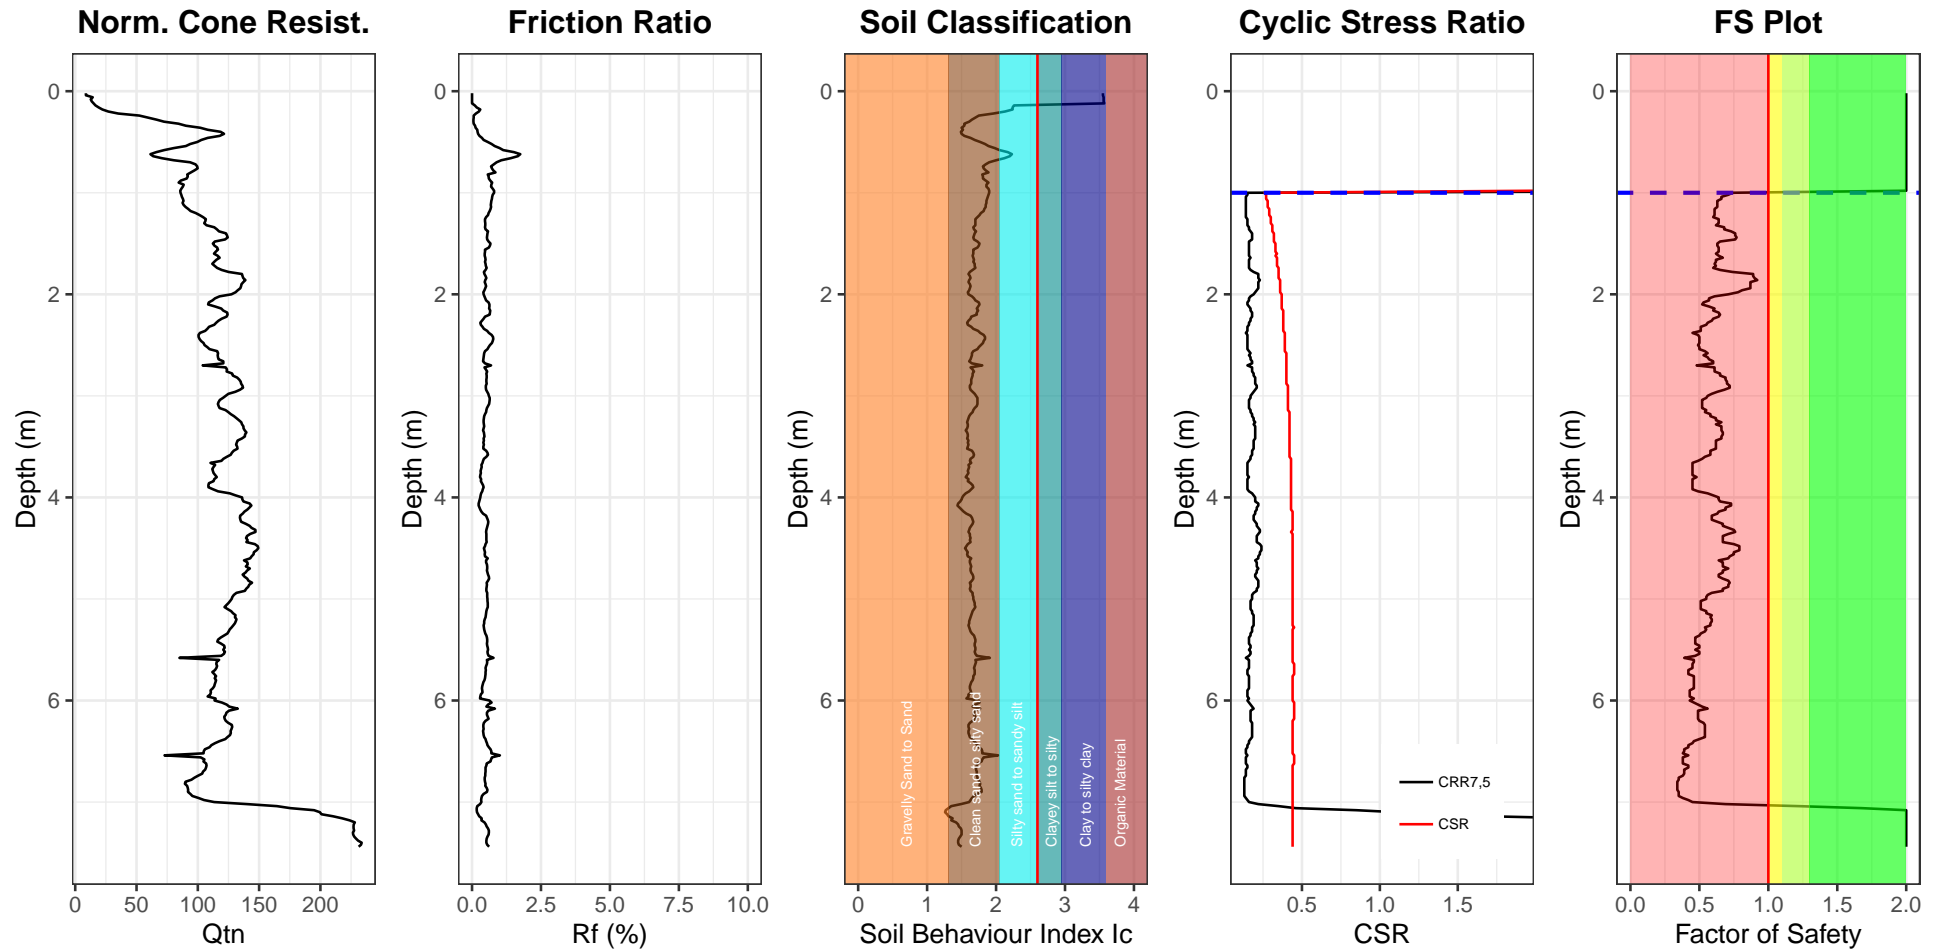 Norm. Cone Resist.
0
2
4
6
Depth (m)
0 50 100 150 200
Qtn
Friction Ratio
0
2
4
6
Depth (m)
0.0 2.5 5.0 7.5 10.0
Rf (%)
Soil Classification
0
2
4
6
Depth (m)
Gravelly Sand to Sand
Clean sand to silty sand
Silty sand to sandy silt
Clayey silt to silty
Clay to silty clay
Organic Material
0 1 2 3 4
Soil Behaviour Index Ic
Cyclic Stress Ratio
0
2
4
6
Depth (m)
CRR7,5
CSR
0.5 1.0 1.5
CSR
FS Plot
0
2
4
6
Depth (m)
0.0 0.5 1.0 1.5 2.0
Factor of Safety